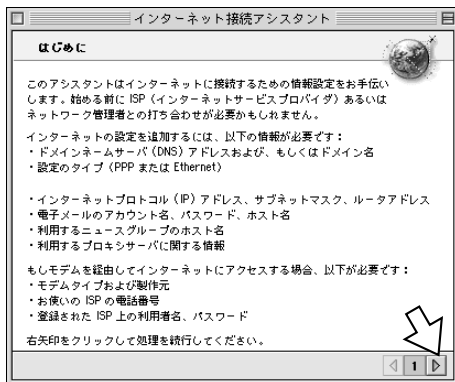 インターネット接続アシスタント
はじめに
このアシスタントはインターネットに接続するための情報設定をお手伝い
します。始める前に ISP（インターネットサービスプロバイダ）あるいは
ネットワーク管理者との打ち合わせが必要かもしれません。
インターネットの設定を追加するには、以下の情報が必要です：
・ドメインネームサーバ（DNS）アドレスおよび、もしくはドメイン名
・設定のタイプ（PPP または Ethernet）
・インターネットプロトコル（IP）アドレス、サブネットマスク、ルータアドレス
・電子メールのアカウント名、パスワード、ホスト名
・利用するニュースグループのホスト名
・利用するプロキシサーバに関する情報
もしモデムを経由してインターネットにアクセスする場合、以下が必要です：
・モデムタイプおよび製作元
・お使いの ISP の電話番号
・登録された ISP 上の利用者名、パスワード
右矢印をクリックして処理を続行してください。
1